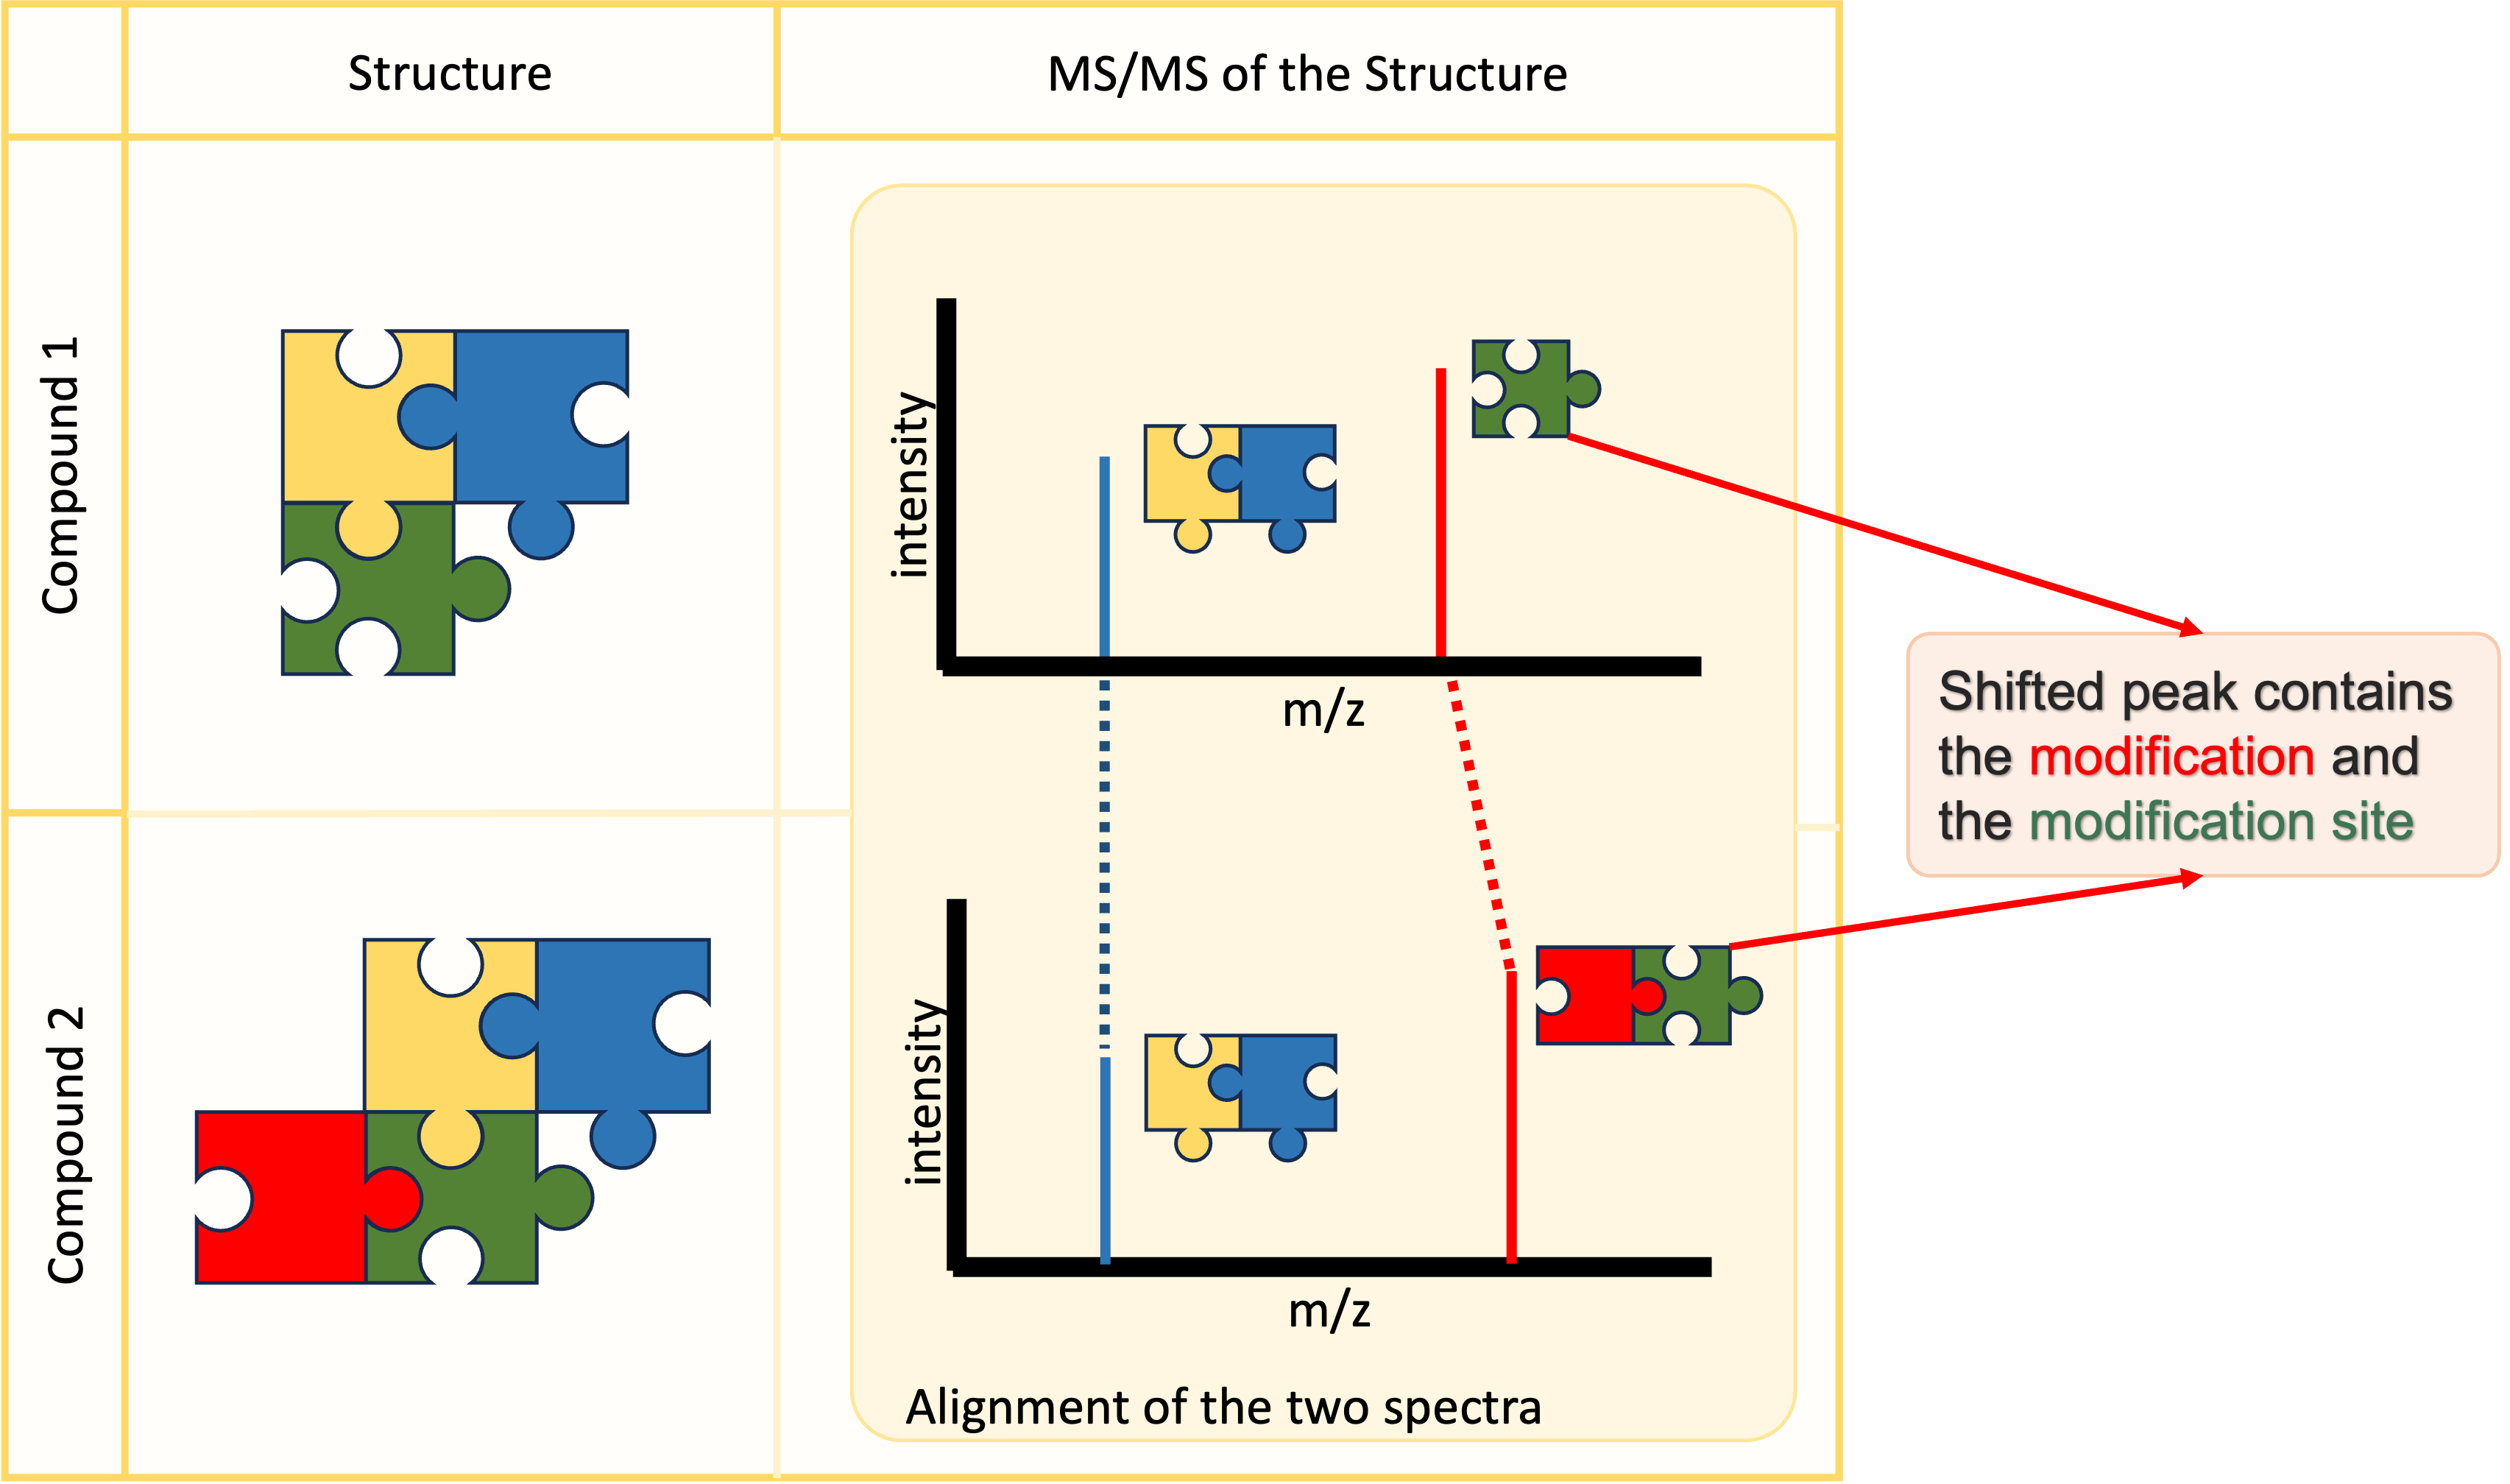 Structure
MS/MS of the Structure
Compound 1
intensity
m/z
Shifted peak contains
the modification and
the modification site
Compound 2
intensity
m/z
Alignment of the two spectra